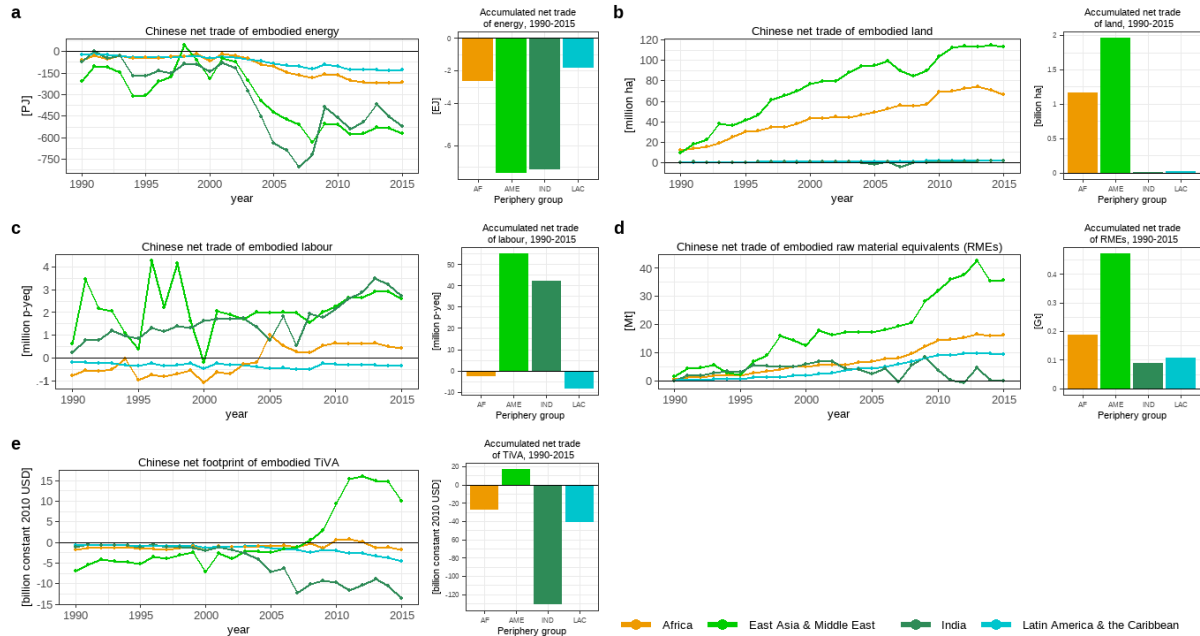 a
Chinese net trade of embodied energy
[PJ]
0
-150
-300
-450
-600
-750
1990
1995
2000
2005
2010
2015
year
Accumulated net trade
of energy, 1990-2015
[EJ]
0
-2
-4
-6
AF
AME
IND
LAC
Periphery group
b
Chinese net trade of embodied land
[million ha]
120
100
80
60
40
20
0
1990
1995
2000
2005
2010
2015
year
Accumulated net trade
of land, 1990-2015
[billion ha]
2
1.5
1
0.5
0
AF
AME
IND
LAC
Periphery group
c
Chinese net trade of embodied labour
[million p-yeq]
4
3
2
1
0
-1
1990
1995
2000
2005
2010
2015
year
Accumulated net trade
of labour, 1990-2015
[million p-yeq]
50
40
30
20
10
0
-10
AF
AME
IND
LAC
Periphery group
d
Chinese net trade of embodied raw material equivalents (RMEs)
[Mt]
40
30
20
10
0
1990
1995
2000
2005
2010
2015
year
Accumulated net trade
of RMEs, 1990-2015
[Gt]
0.4
0.3
0.2
0.1
0
AF
AME
IND
LAC
Periphery group
e
Chinese net footprint of embodied TiVA
[billion constant 2010 USD]
15
10
5
0
-5
-10
-15
1990
1995
2000
2005
2010
2015
year
Accumulated net trade
of TiVA, 1990-2015
[billion constant 2010 USD]
20
0
-20
-40
-60
-80
-100
-120
AF
AME
IND
LAC
Periphery group
Africa
East Asia & Middle East
India
Latin America & the Caribbean